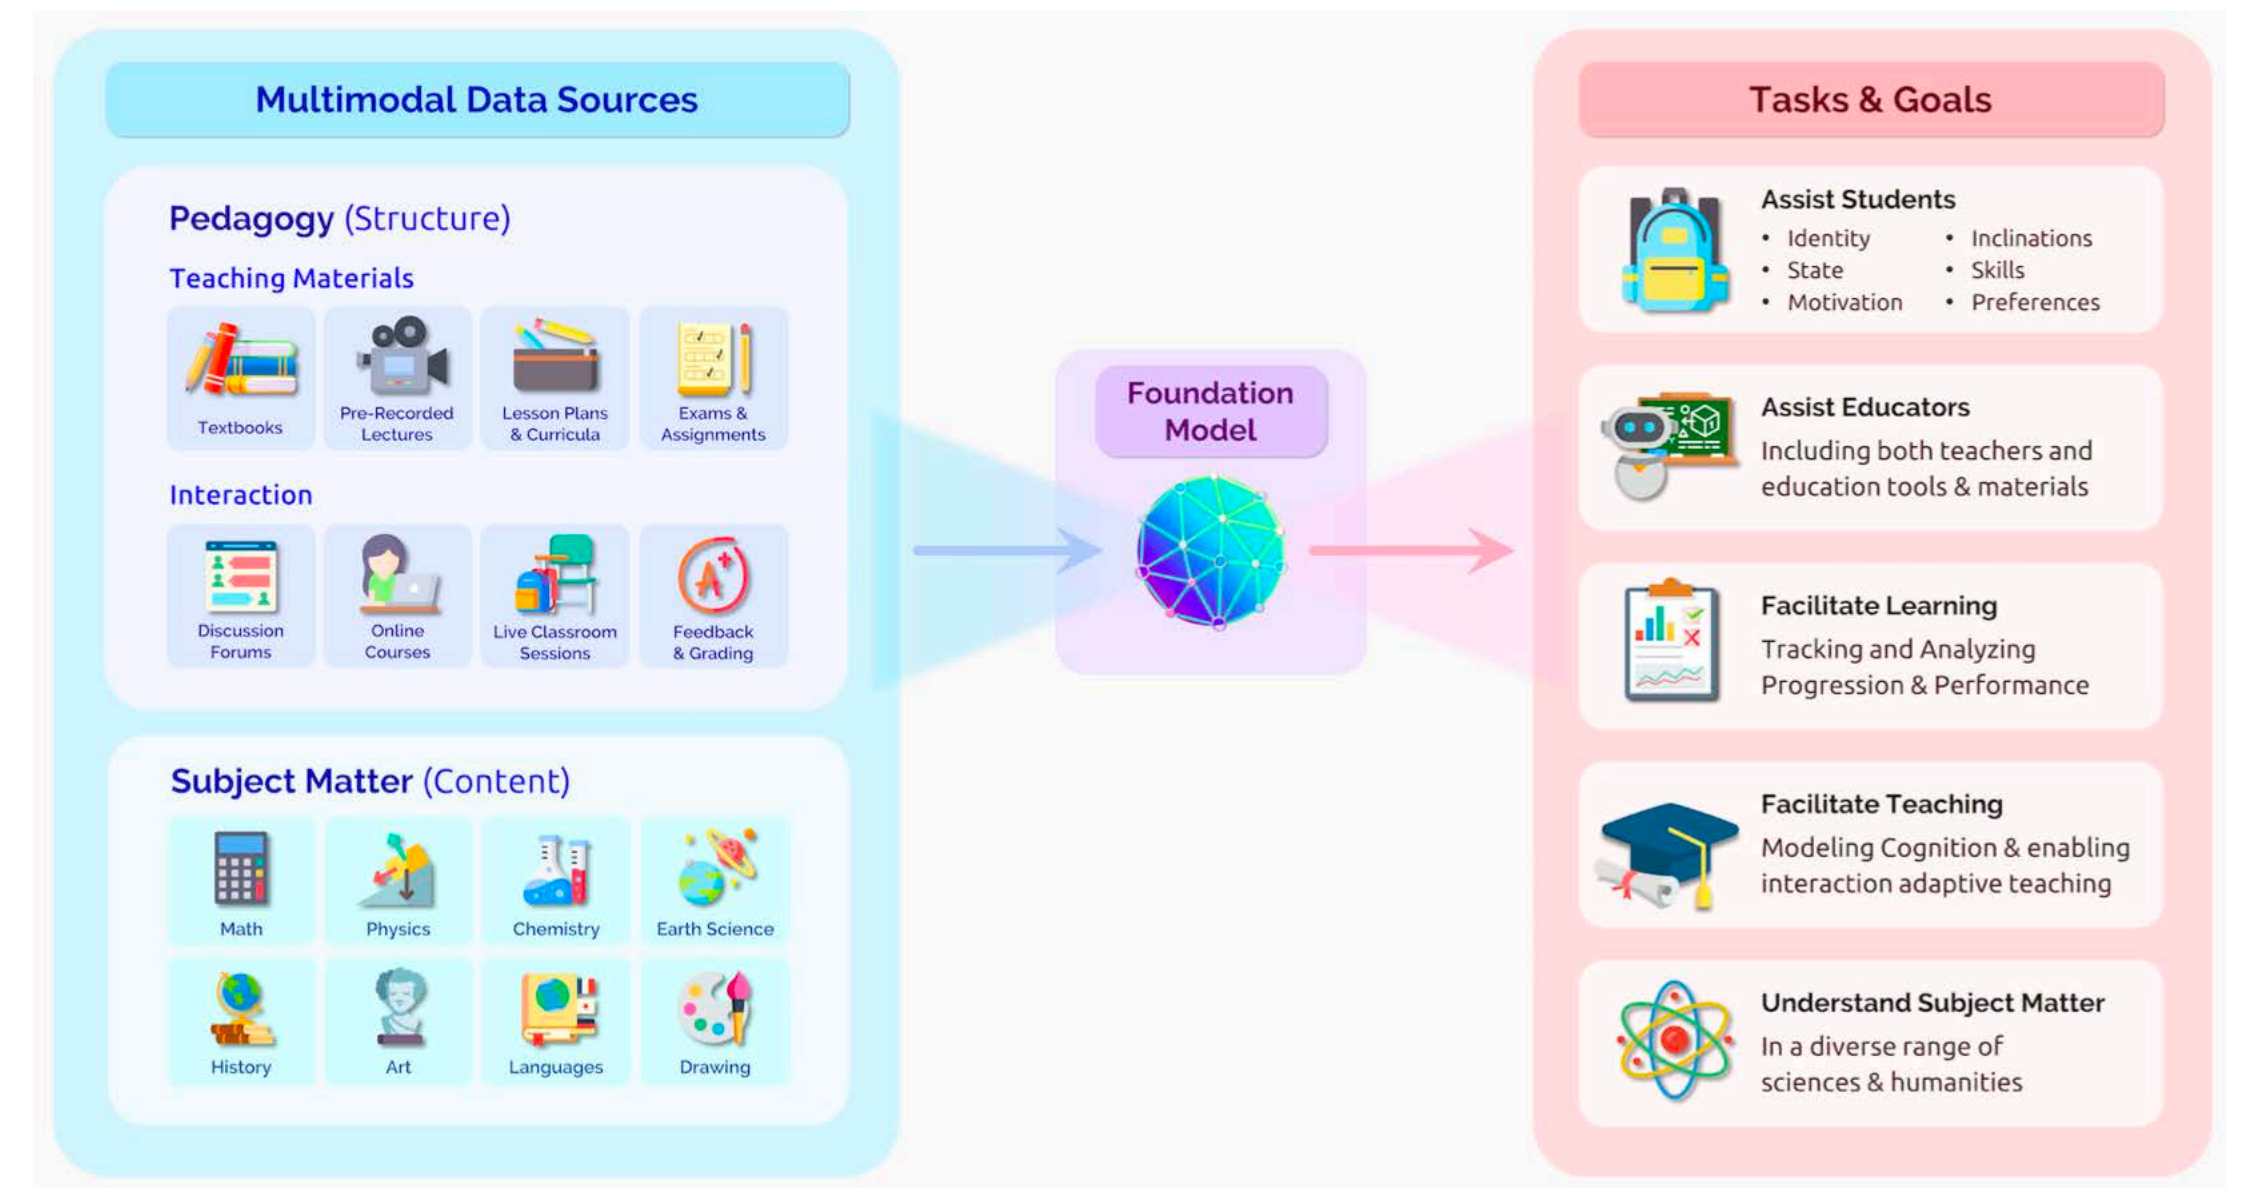 Multimodal Data Sources
Pedagogy (Structure)
Teaching Materials
Textbooks
Pre-Recorded
Lectures
Lesson Plans
& Curricula
Exams &
Assignments
Interaction
Discussion
Forums
Online
Courses
Live Classroom
Sessions
A+
Feedback
& Grading
Subject Matter (Content)
Math
Physics
Chemistry
Earth Science
History
Art
Languages
Drawing
Foundation
Model
Tasks & Goals
Assist Students
• Identity
• State
• Motivation
• Inclinations
• Skills
• Preferences
Assist Educators
Including both teachers and
education tools & materials
Facilitate Learning
Tracking and Analyzing
Progression & Performance
Facilitate Teaching
Modeling Cognition & enabling
interaction adaptive teaching
Understand Subject Matter
In a diverse range of
sciences & humanities